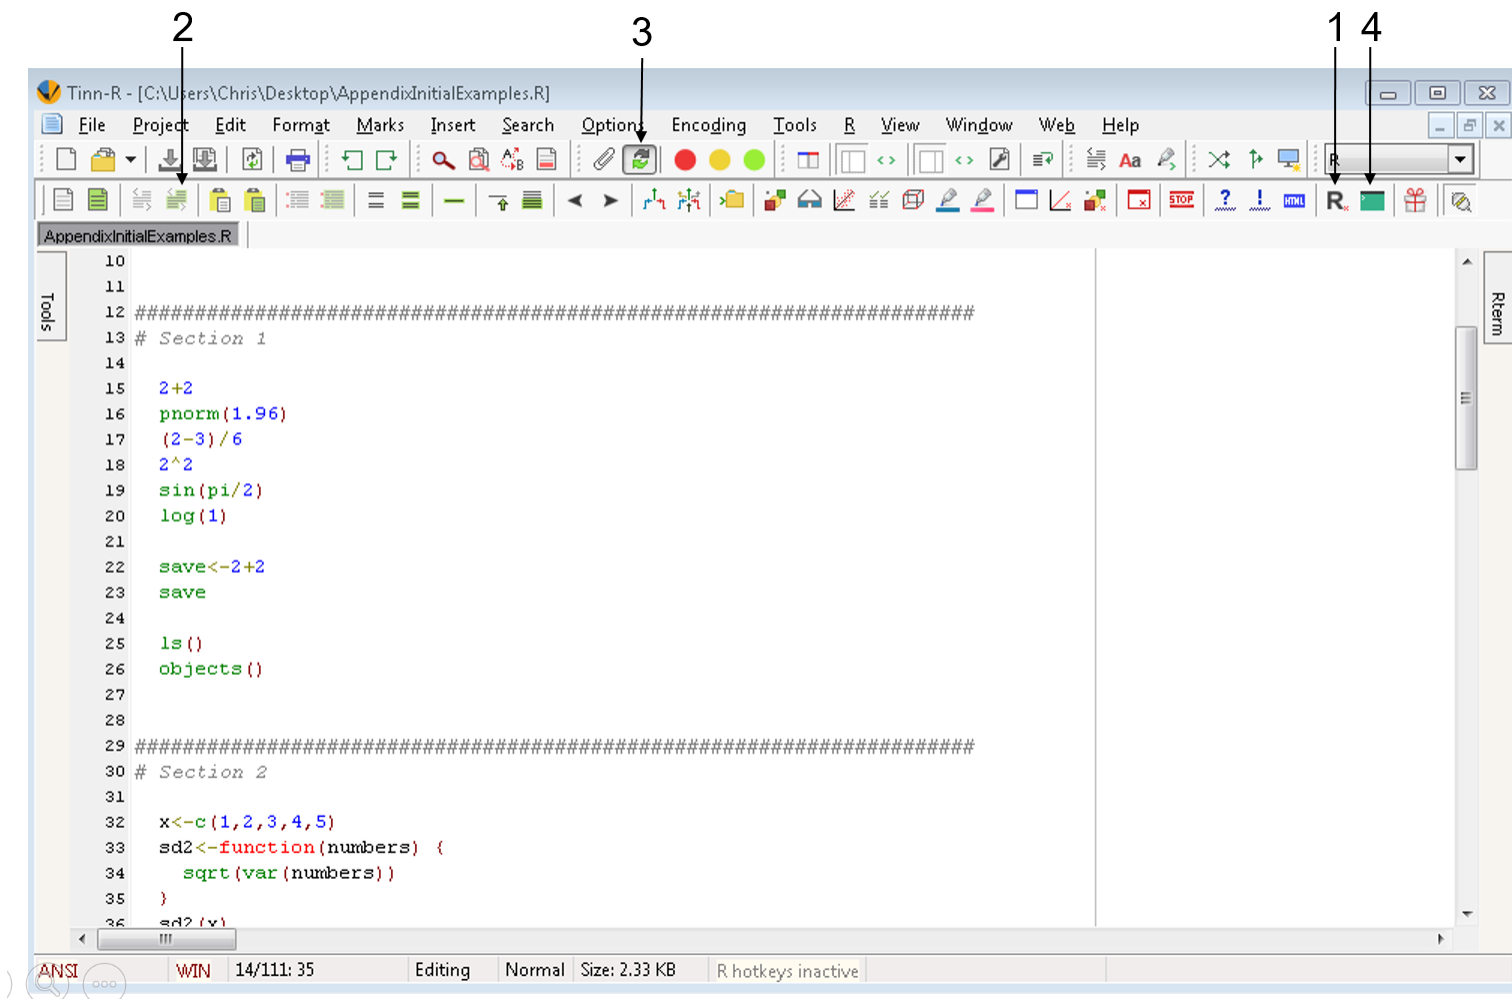 2 3 1 4
Tinn-R - [C:\Users\Chris\Desktop\AppendixInitialExamples.R]
File Project Edit Format Marks Insert Search Options Encoding Tools R View Window Web Help
Aa R
STOP ? ! HTML R
AppendixInitialExamples.R
Tools
Rterm
10
11
12 ######################################################################
13 # Section 1
14
15 2+2
16 pnorm(1.96)
17 (2-3)/6
18 2^2
19 sin(pi/2)
20 log(1)
21
22 save<-2+2
23 save
24
25 ls()
26 objects()
27
28
29 ######################################################################
30 # Section 2
31
32 x<-c(1,2,3,4,5)
33 sd2<-function(numbers) {
34 sqrt(var(numbers))
35 }
36 sd2(x)
ANSI WIN 14/111: 35 Editing Normal Size: 2.33 KB R hotkeys inactive